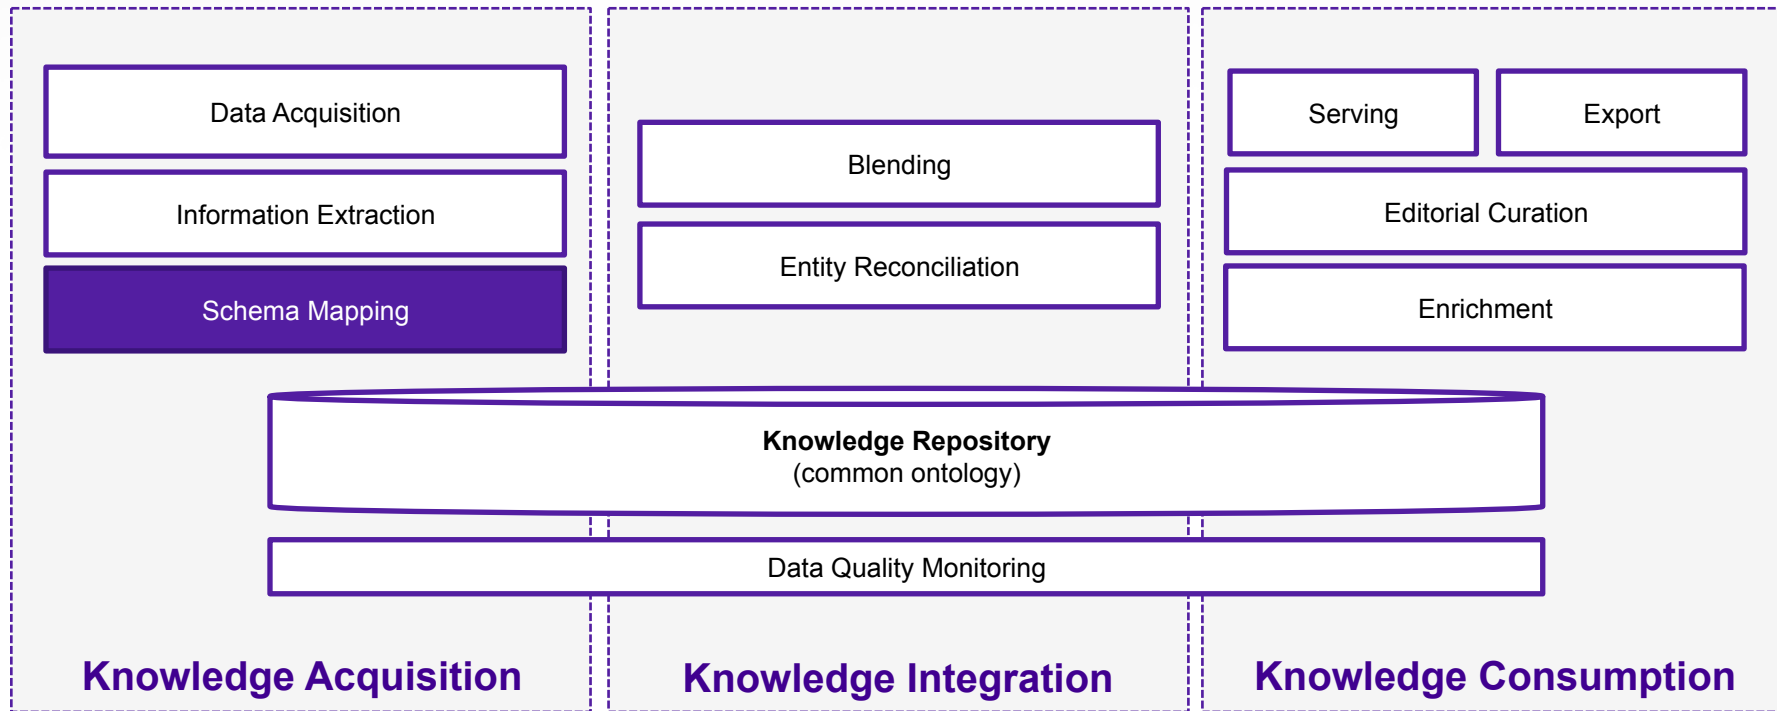 Data Acquisition
Information Extraction
Schema Mapping
Blending
Entity Reconciliation
Serving
Export
Editorial Curation
Enrichment
Knowledge Repository
(common ontology)
Data Quality Monitoring
Knowledge Acquisition
Knowledge Integration
Knowledge Consumption